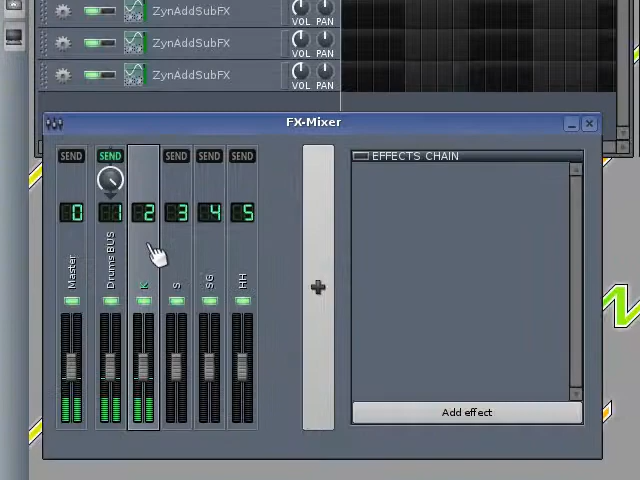 VOL PAN
ZynAddSubFX
VOL PAN
ZynAddSubFX
VOL PAN
FX-Mixer
SEND SEND SEND SEND SEND
EFFECTS CHAIN
0 1 2 3 4 5
Master
Drums BUS
K
S
SG
HH
Add effect